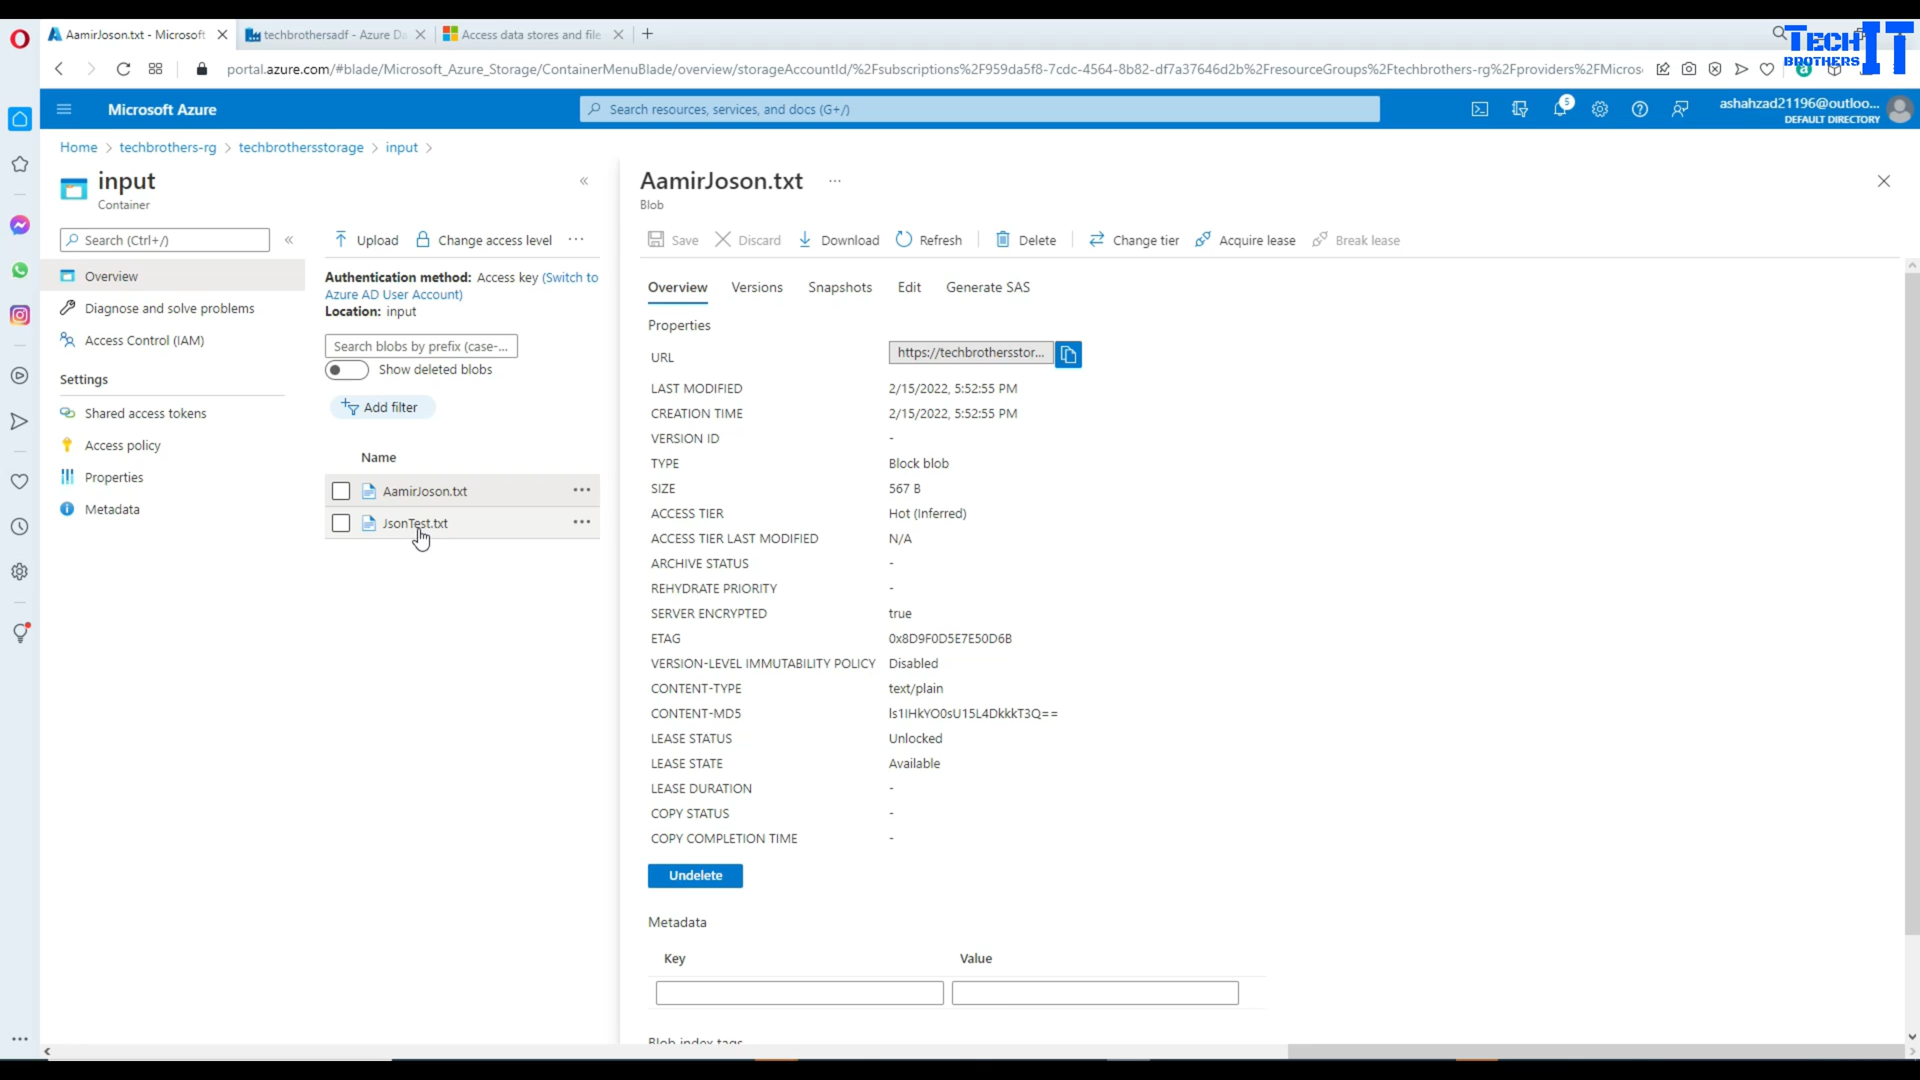 AamirJoson.txt - Microsoft
techbrothersadf - Azure Da
Access data stores and file
TECH IT
BROTHERS
portal.azure.com/#blade/Microsoft_Azure_Storage/ContainerMenuBlade/overview/storageAccountId/%2Fsubscriptions%2F959da5f8-7cdc-4564-8b82-df7a37646d2b%2FresourceGroups%2Ftechbrothers-rg%2Fproviders%2FMicros
Microsoft Azure
Search resources, services, and docs (G+/)
5
ashahzad21196@outloo...
DEFAULT DIRECTORY
Home > techbrothers-rg > techbrothersstorage > input >
input
Container
Search (Ctrl+/)
Overview
Diagnose and solve problems
Access Control (IAM)
Settings
Shared access tokens
Access policy
Properties
Metadata
Upload
Change access level
...
Authentication method: Access key (Switch to
Azure AD User Account)
Location: input
Search blobs by prefix (case-...
Show deleted blobs
Add filter
Name
AamirJoson.txt
JsonTest.txt
AamirJoson.txt ...
Blob
Save
Discard
Download
Refresh
Delete
Change tier
Acquire lease
Break lease
Overview
Versions
Snapshots
Edit
Generate SAS
Properties
URL https://techbrothersstor...
LAST MODIFIED 2/15/2022, 5:52:55 PM
CREATION TIME 2/15/2022, 5:52:55 PM
VERSION ID -
TYPE Block blob
SIZE 567 B
ACCESS TIER Hot (Inferred)
ACCESS TIER LAST MODIFIED N/A
ARCHIVE STATUS -
REHYDRATE PRIORITY -
SERVER ENCRYPTED true
ETAG 0x8D9F0D5E7E50D6B
VERSION-LEVEL IMMUTABILITY POLICY Disabled
CONTENT-TYPE text/plain
CONTENT-MD5 ls1IHkYO0sU15L4DkkkT3Q==
LEASE STATUS Unlocked
LEASE STATE Available
LEASE DURATION -
COPY STATUS -
COPY COMPLETION TIME -
Undelete
Metadata
Key Value
Blob index tags